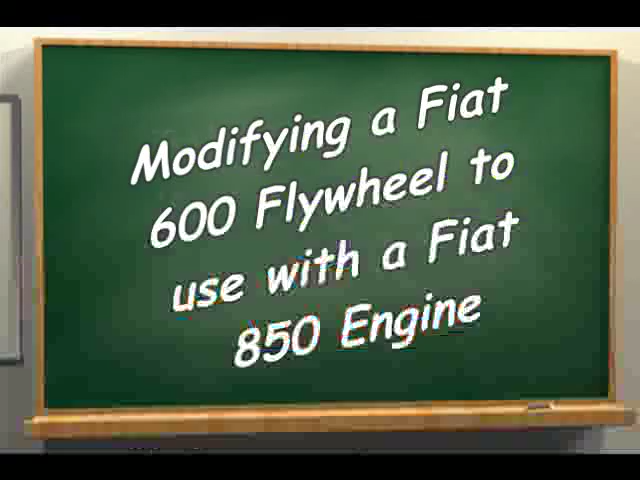 Modifying a Fiat
600 Flywheel to
use with a Fiat
850 Engine